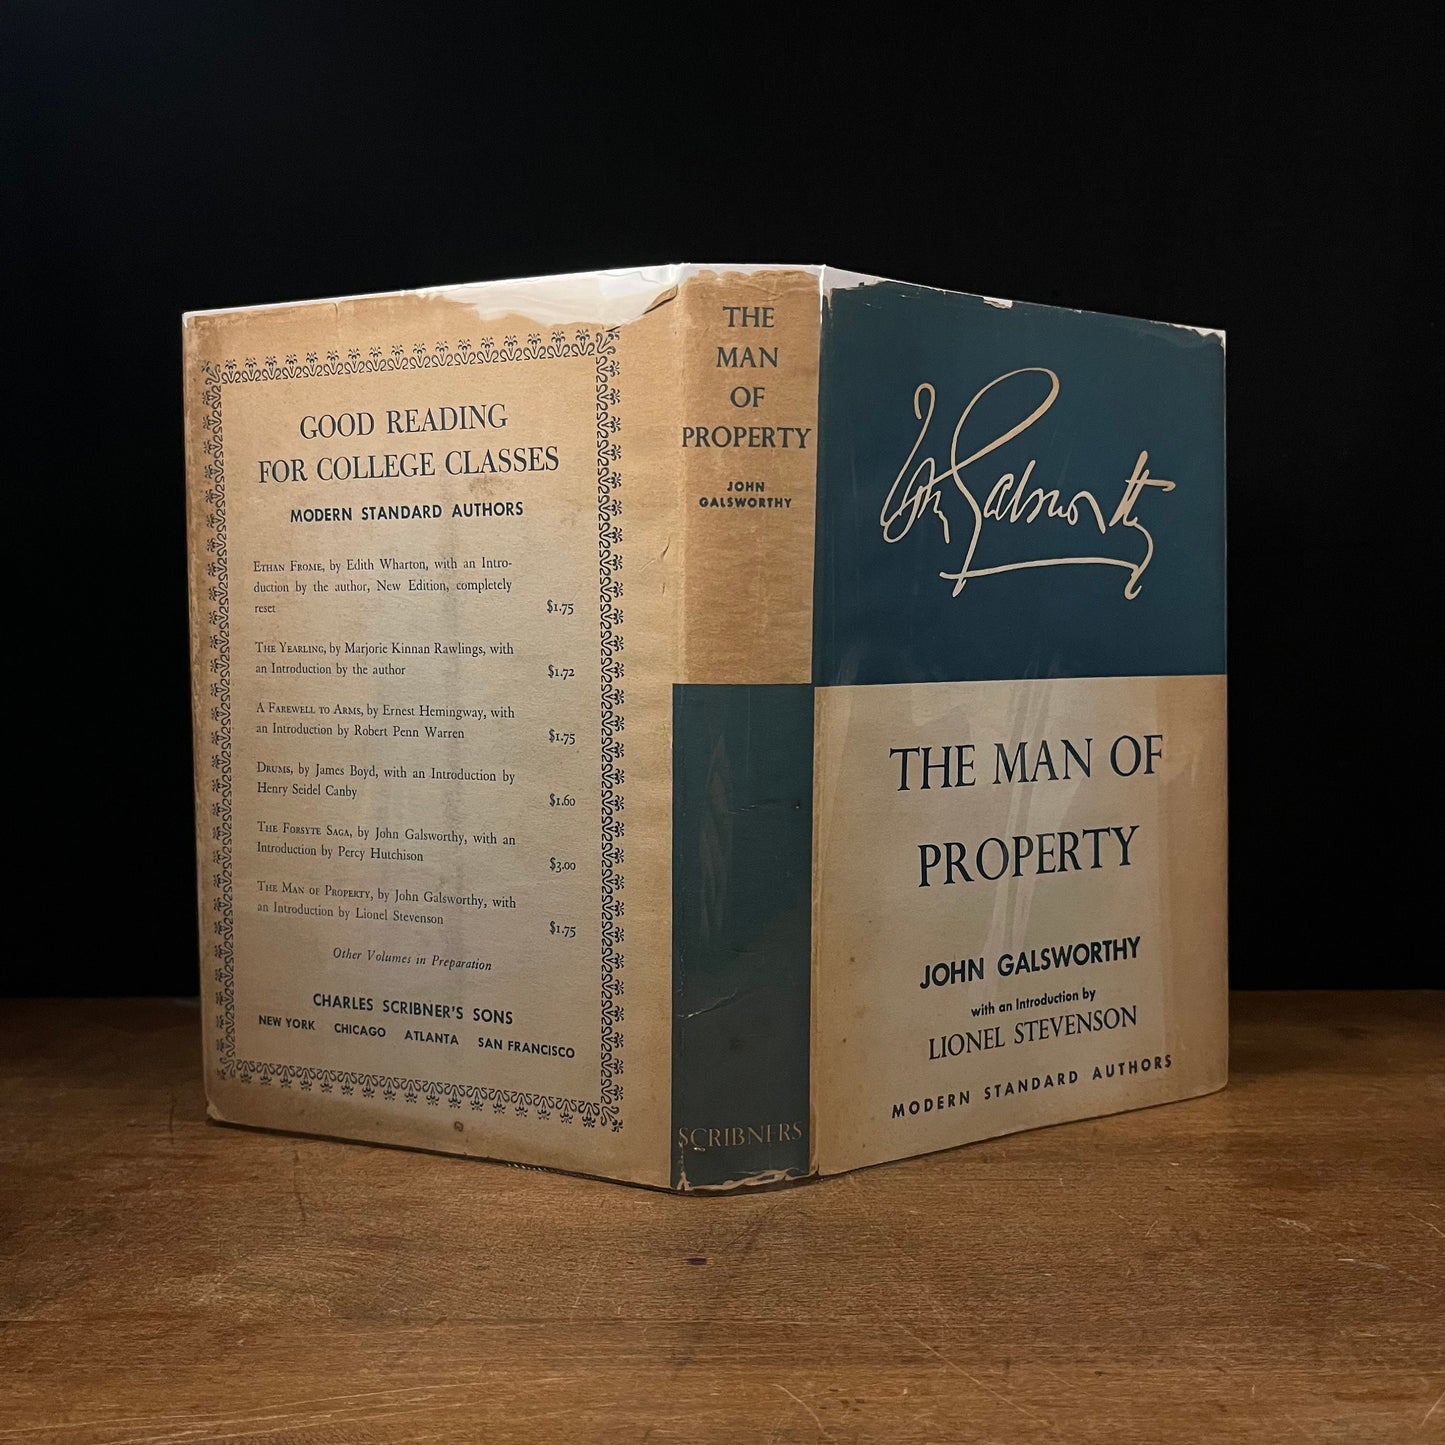 GOOD READING
FOR COLLEGE CLASSES
MODERN STANDARD AUTHORS
ETHAN FROME, by Edith Wharton, with an Intro-
duction by the author, New Edition, completely
reset $1.75
THE YEARLING, by Marjorie Kinnan Rawlings, with
an Introduction by the author $1.72
A FAREWELL TO ARMS, by Ernest Hemingway, with
an Introduction by Robert Penn Warren $1.75
DRUMS, by James Boyd, with an Introduction by
Henry Seidel Canby $1.60
THE FORSYTE SAGA, by John Galsworthy, with an
Introduction by Percy Hutchison $3.00
THE MAN OF PROPERTY, by John Galsworthy, with
an Introduction by Lionel Stevenson $1.75
Other Volumes in Preparation
CHARLES SCRIBNER'S SONS
NEW YORK CHICAGO ATLANTA SAN FRANCISCO
THE
MAN
OF
PROPERTY
JOHN
GALSWORTHY
SCRIBNERS
John Galsworthy
THE MAN OF
PROPERTY
JOHN GALSWORTHY
with an Introduction by
LIONEL STEVENSON
MODERN STANDARD AUTHORS